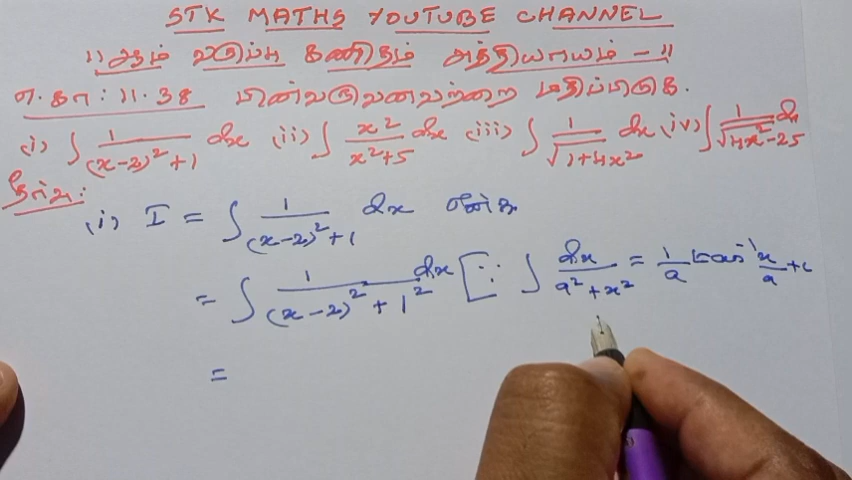 STK MATHS YOUTUBE CHANNEL
11 ஆம் வகுப்பு கணிதம் அத்தியாயம் - 11
எ.கா : 11.38 பின்வருவனவற்றை மதிப்பிடுக.
(i) ∫ 1/((x-2)²+1) dx (ii) ∫ x²/(x²+5) dx (iii) ∫ 1/√(1+4x²) dx (iv) ∫ 1/√(4x²-25) dx
தீர்வு:
(i) I = ∫ 1/((x-2)²+1) dx என்க
= ∫ 1/((x-2)²+1²) dx [∵ ∫ dx/(a²+x²) = 1/a tan⁻¹ x/a + c
=